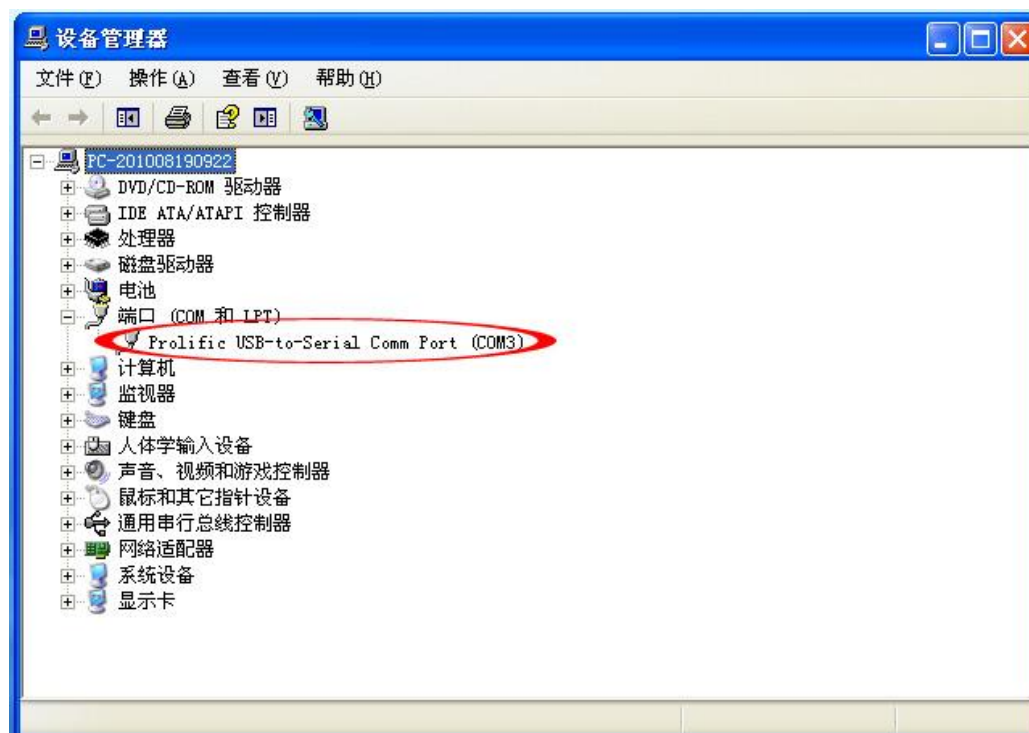 设备管理器
文件(F) 操作(A) 查看(V) 帮助(H)
PC-201008190922
DVD/CD-ROM 驱动器
IDE ATA/ATAPI 控制器
处理器
磁盘驱动器
电池
端口 (COM 和 LPT)
Prolific USB-to-Serial Comm Port (COM3)
计算机
监视器
键盘
人体学输入设备
声音、视频和游戏控制器
鼠标和其它指针设备
通用串行总线控制器
网络适配器
系统设备
显示卡